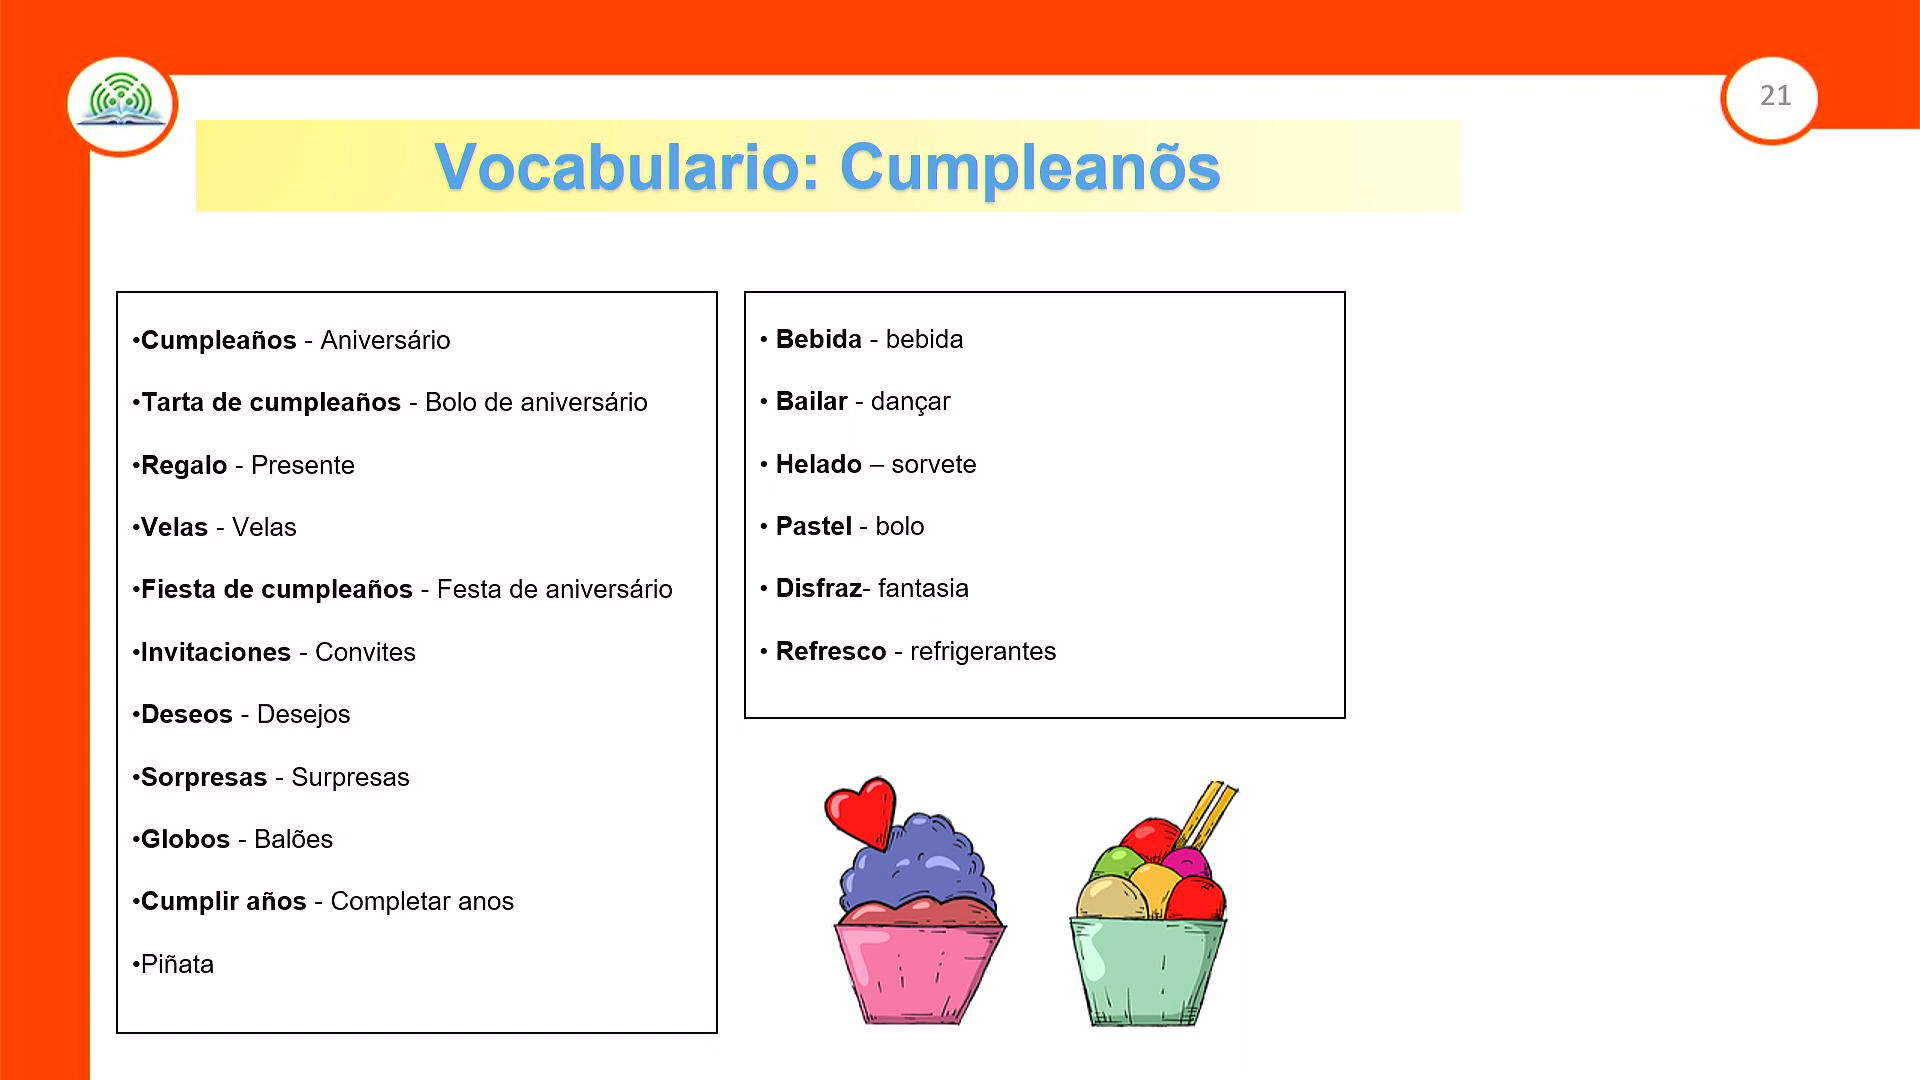 21
Vocabulario: Cumpleanõs
•Cumpleaños - Aniversário
•Tarta de cumpleaños - Bolo de aniversário
•Regalo - Presente
•Velas - Velas
•Fiesta de cumpleaños - Festa de aniversário
•Invitaciones - Convites
•Deseos - Desejos
•Sorpresas - Surpresas
•Globos - Balões
•Cumplir años - Completar anos
•Piñata
• Bebida - bebida
• Bailar - dançar
• Helado – sorvete
• Pastel - bolo
• Disfraz- fantasia
• Refresco - refrigerantes